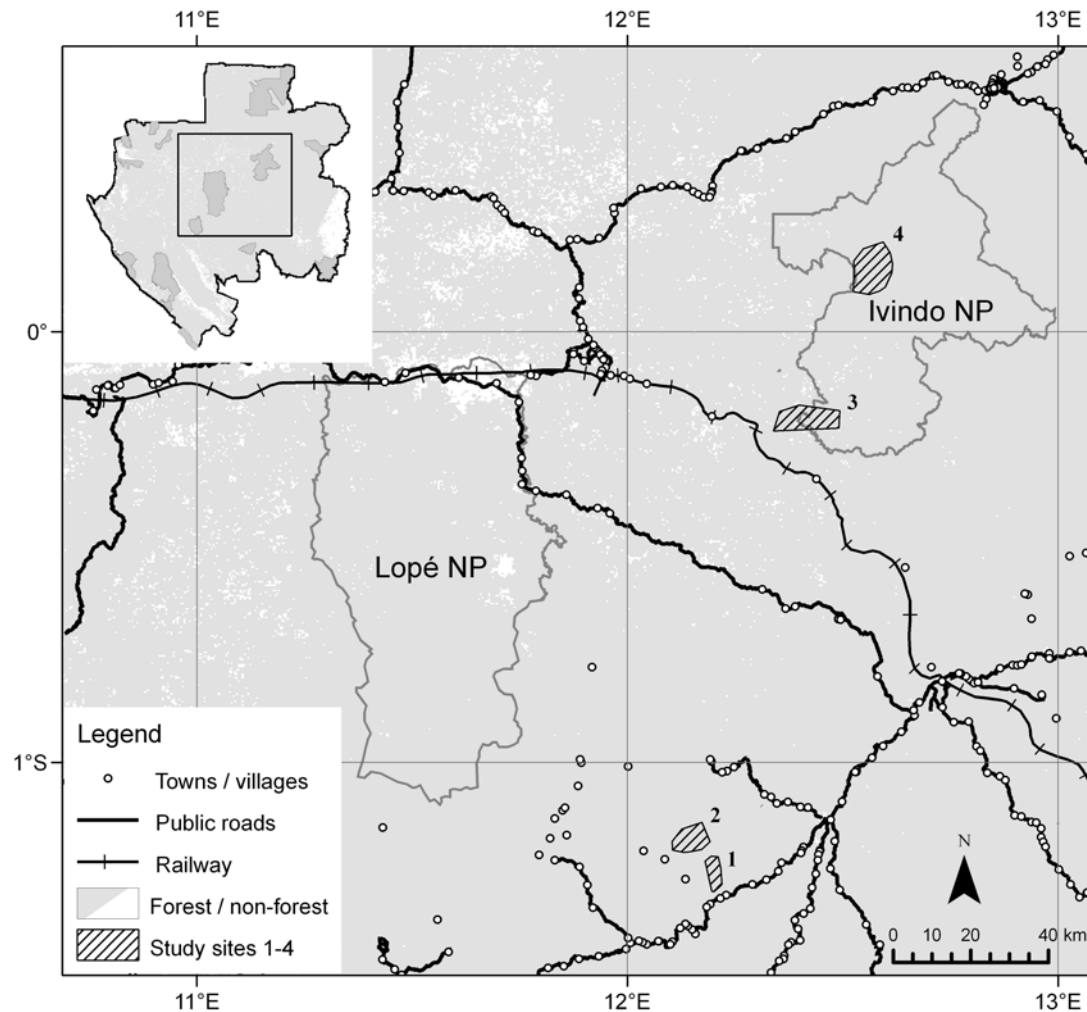 11°E 12°E 13°E
4
Ivindo NP
0°
3
Lopé NP
Legend
Towns / villages
Public roads
Railway
Forest / non-forest
Study sites 1-4
1°S
2
1
N
0 10 20 40 km
11°E 12°E 13°E